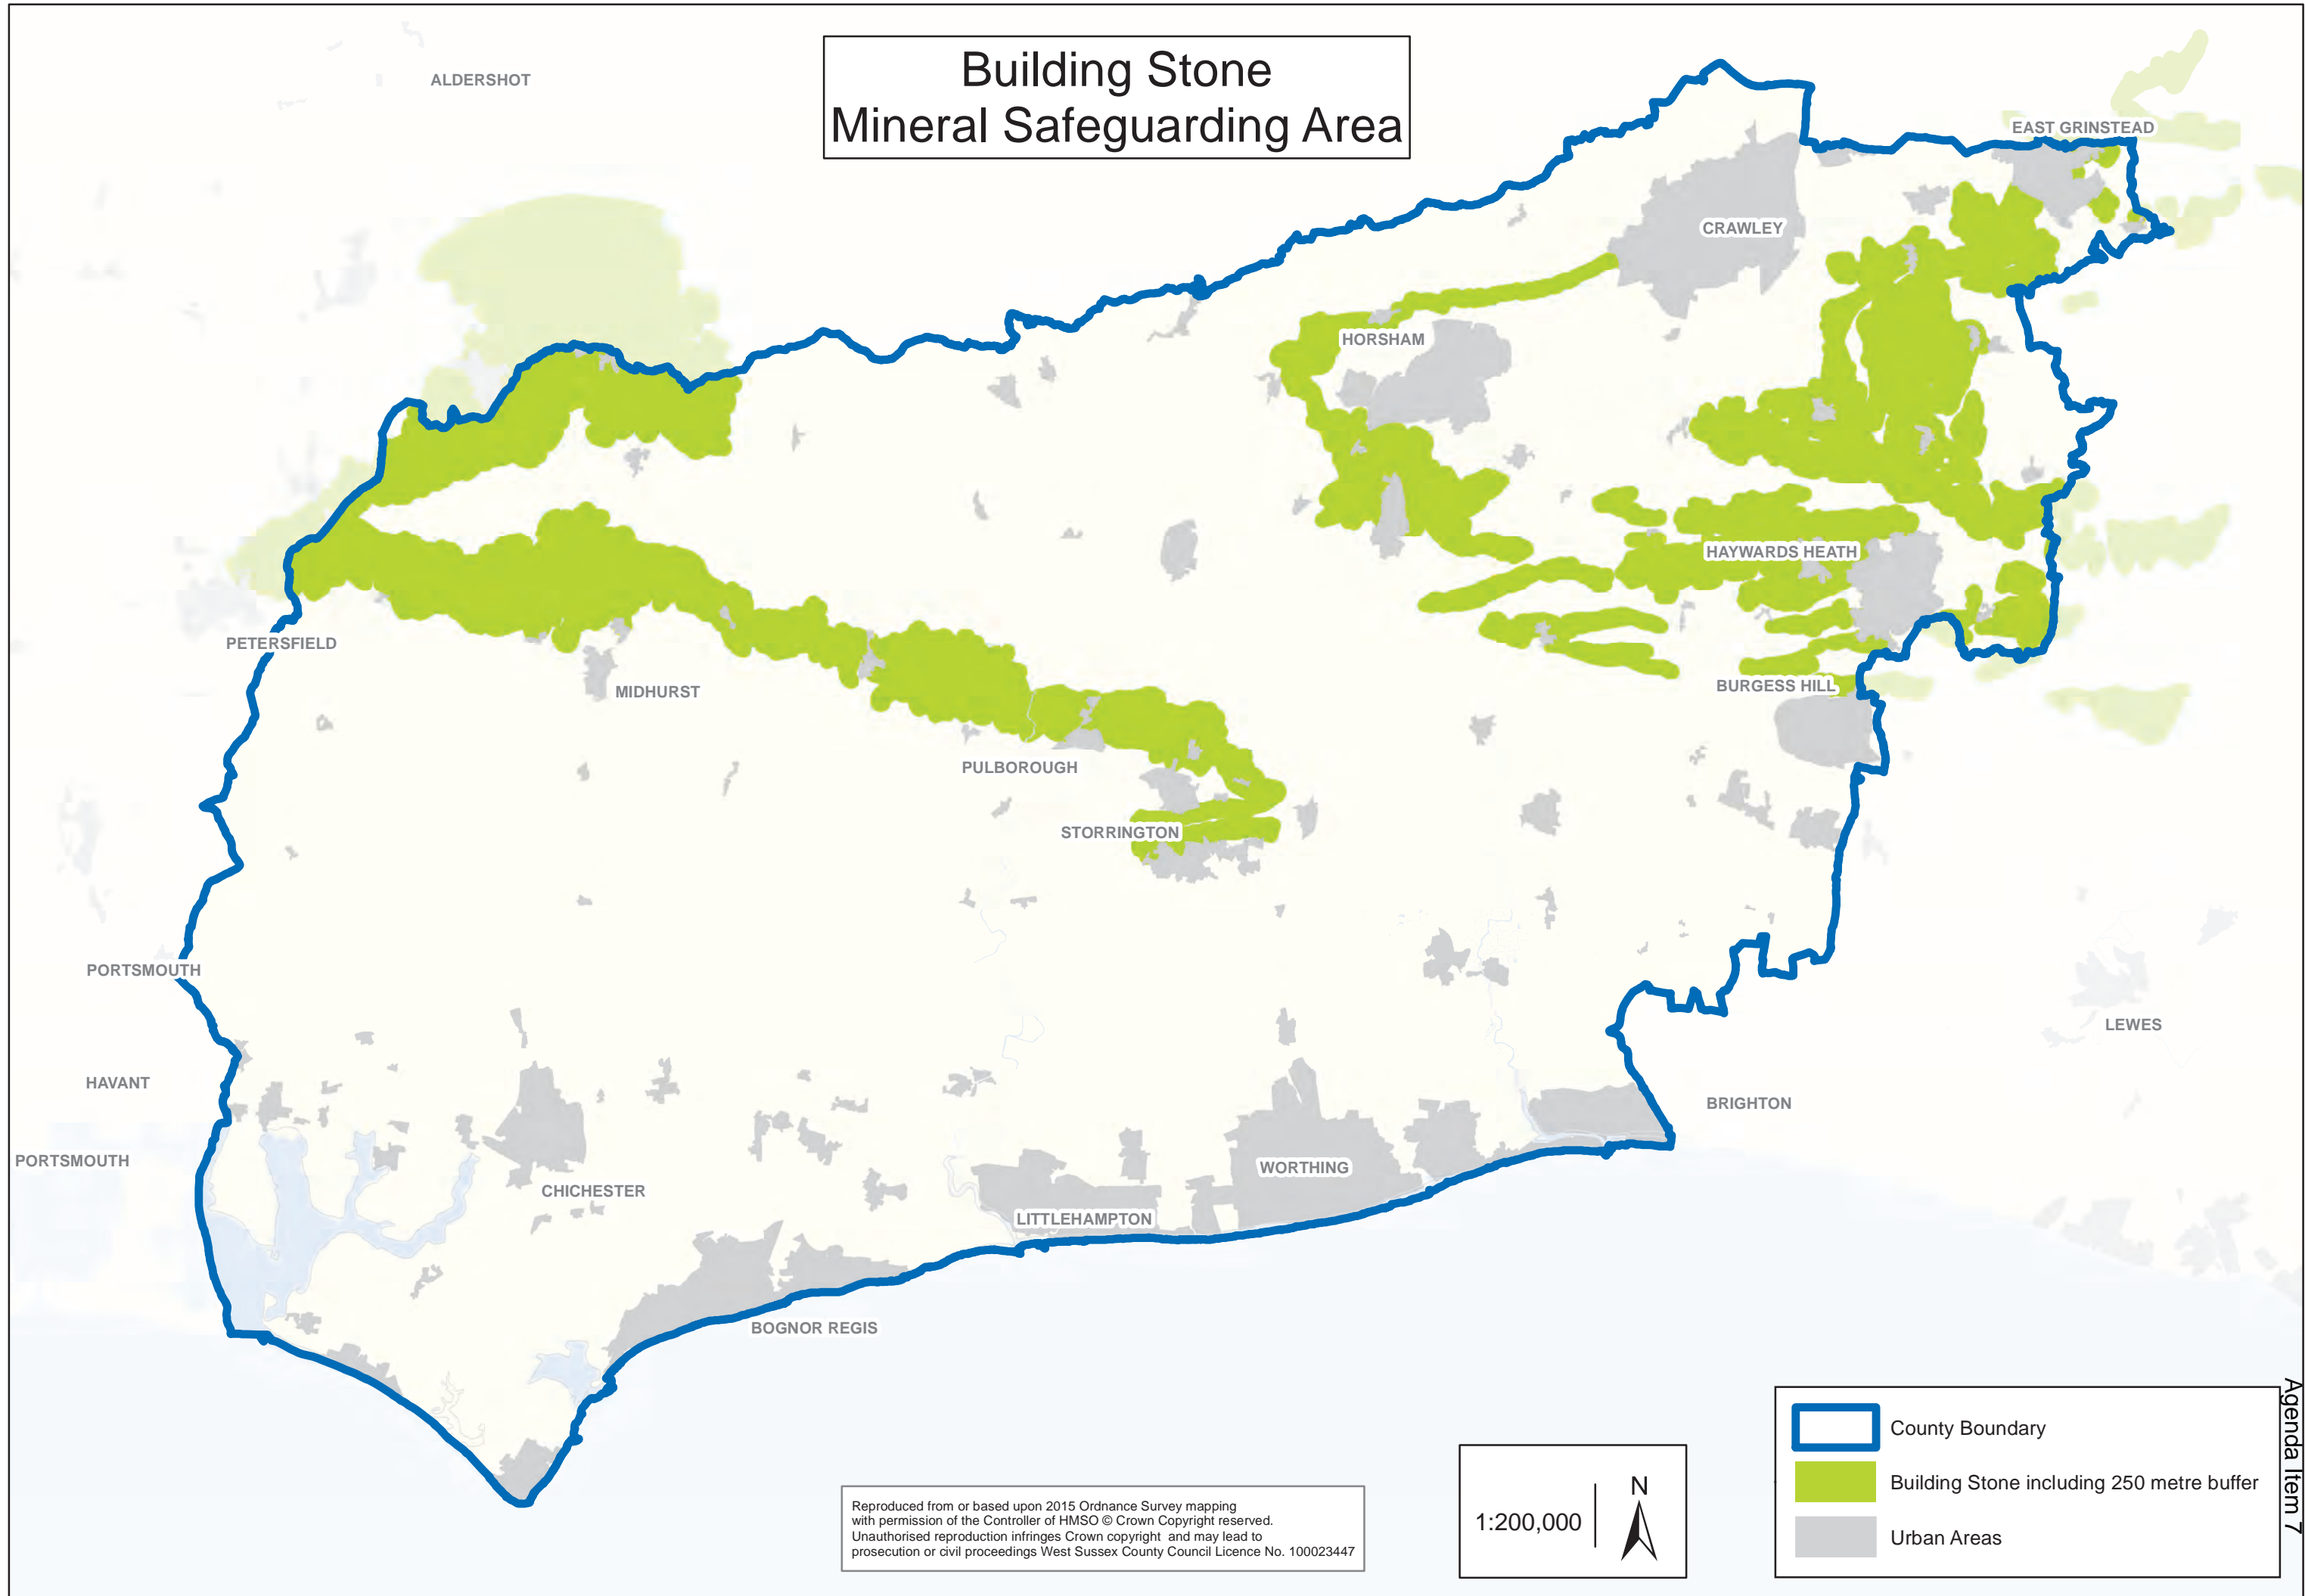 Building Stone
Mineral Safeguarding Area
ALDERSHOT
EAST GRINSTEAD
CRAWLEY
HORSHAM
HAYWARDS HEATH
PETERSFIELD
MIDHURST
BURGESS HILL
PULBOROUGH
STORRINGTON
PORTSMOUTH
LEWES
HAVANT
BRIGHTON
PORTSMOUTH
WORTHING
CHICHESTER
LITTLEHAMPTON
BOGNOR REGIS
Reproduced from or based upon 2015 Ordnance Survey mapping
with permission of the Controller of HMSO © Crown Copyright reserved.
Unauthorised reproduction infringes Crown copyright and may lead to
prosecution or civil proceedings West Sussex County Council Licence No. 100023447
1:200,000
N
County Boundary
Building Stone including 250 metre buffer
Urban Areas
Agenda Item 7